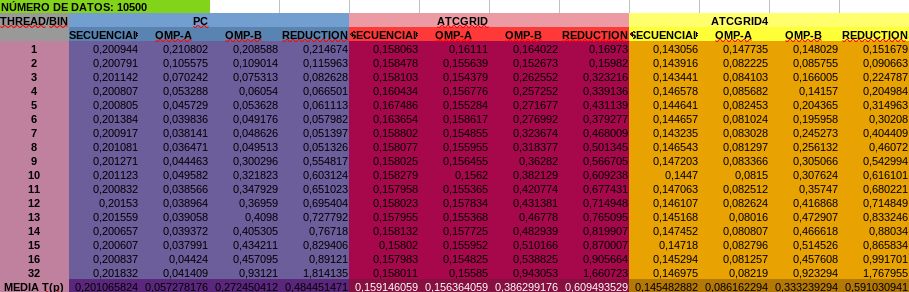 NÚMERO DE DATOS: 10500
THREAD/BIN PC ATCGRID ATCGRID4
SECUENCIAL OMP-A OMP-B REDUCTION SECUENCIAL OMP-A OMP-B REDUCTION SECUENCIAL OMP-A OMP-B REDUCTION
1 0,200944 0,210802 0,208588 0,214674 0,158063 0,16111 0,164022 0,16973 0,143056 0,147735 0,148029 0,151679
2 0,200791 0,105575 0,109014 0,115963 0,158478 0,155639 0,152673 0,15982 0,143916 0,082225 0,085755 0,090663
3 0,201142 0,070242 0,075313 0,082628 0,158103 0,154379 0,262552 0,323216 0,143441 0,084103 0,166005 0,224787
4 0,200807 0,053288 0,06054 0,066501 0,160434 0,156776 0,257252 0,339136 0,146578 0,085682 0,14157 0,204984
5 0,200805 0,045729 0,053628 0,061113 0,167486 0,155284 0,271677 0,431139 0,144641 0,082453 0,204365 0,314963
6 0,201384 0,039836 0,049176 0,057982 0,163654 0,158617 0,276992 0,379277 0,144657 0,081024 0,195958 0,30208
7 0,200917 0,038141 0,048626 0,051397 0,158802 0,154855 0,323674 0,468009 0,143235 0,083028 0,245273 0,404409
8 0,201081 0,036471 0,049513 0,051326 0,158077 0,155955 0,318377 0,501345 0,146543 0,081297 0,256132 0,46072
9 0,201271 0,044463 0,300296 0,554817 0,158025 0,156455 0,36282 0,566705 0,147203 0,083366 0,305066 0,542994
10 0,201123 0,049582 0,321823 0,603124 0,158279 0,1562 0,382129 0,609238 0,1447 0,0815 0,307624 0,616101
11 0,200832 0,038658 0,347929 0,651023 0,157958 0,155365 0,420774 0,677431 0,147063 0,082512 0,35747 0,680221
12 0,20153 0,038964 0,36959 0,695404 0,158023 0,157834 0,431381 0,714948 0,146107 0,082624 0,416868 0,714849
13 0,201559 0,039058 0,4098 0,727792 0,157955 0,155368 0,46778 0,765095 0,145168 0,08016 0,472907 0,833246
14 0,200657 0,039372 0,405305 0,76718 0,158132 0,157725 0,482939 0,819907 0,147452 0,080807 0,466618 0,88034
15 0,200607 0,037991 0,434211 0,829406 0,15802 0,155952 0,510166 0,870007 0,14718 0,082796 0,514526 0,865834
16 0,200837 0,04424 0,457095 0,89121 0,157983 0,154828 0,538825 0,905664 0,145294 0,081257 0,457608 0,991701
32 0,201832 0,041409 0,93121 1,814135 0,158011 0,15585 0,943053 1,660723 0,146975 0,08219 0,923294 1,767955
MEDIA T(p) 0,201065824 0,057278176 0,272450412 0,484451471 0,159146059 0,156364059 0,386299176 0,609493529 0,145482882 0,086162294 0,333239294 0,591030941